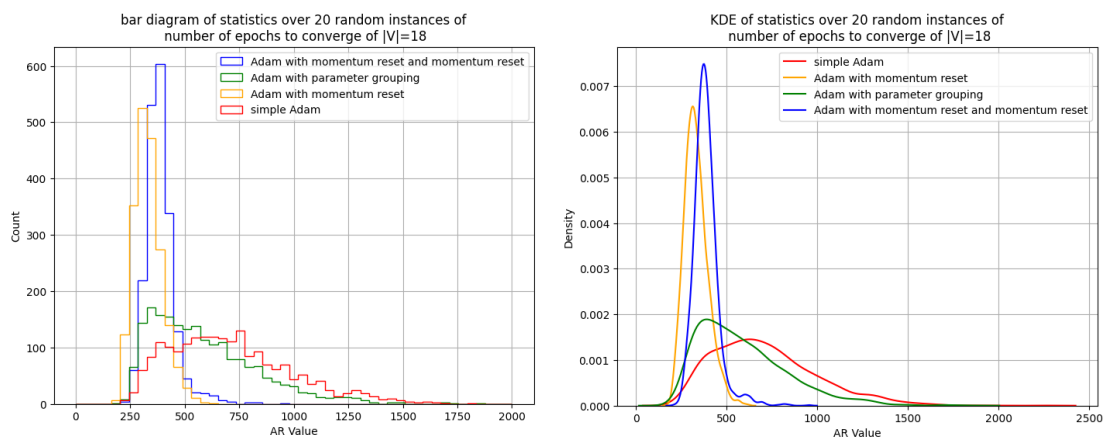 bar diagram of statistics over 20 random instances of
number of epochs to converge of |V|=18
Adam with momentum reset and momentum reset
Adam with parameter grouping
Adam with momentum reset
simple Adam
Count
600
500
400
300
200
100
0
0
250
500
750
1000
1250
1500
1750
2000
AR Value
KDE of statistics over 20 random instances of
number of epochs to converge of |V|=18
simple Adam
Adam with momentum reset
Adam with parameter grouping
Adam with momentum reset and momentum reset
Density
0.007
0.006
0.005
0.004
0.003
0.002
0.001
0.000
0
500
1000
1500
2000
2500
AR Value